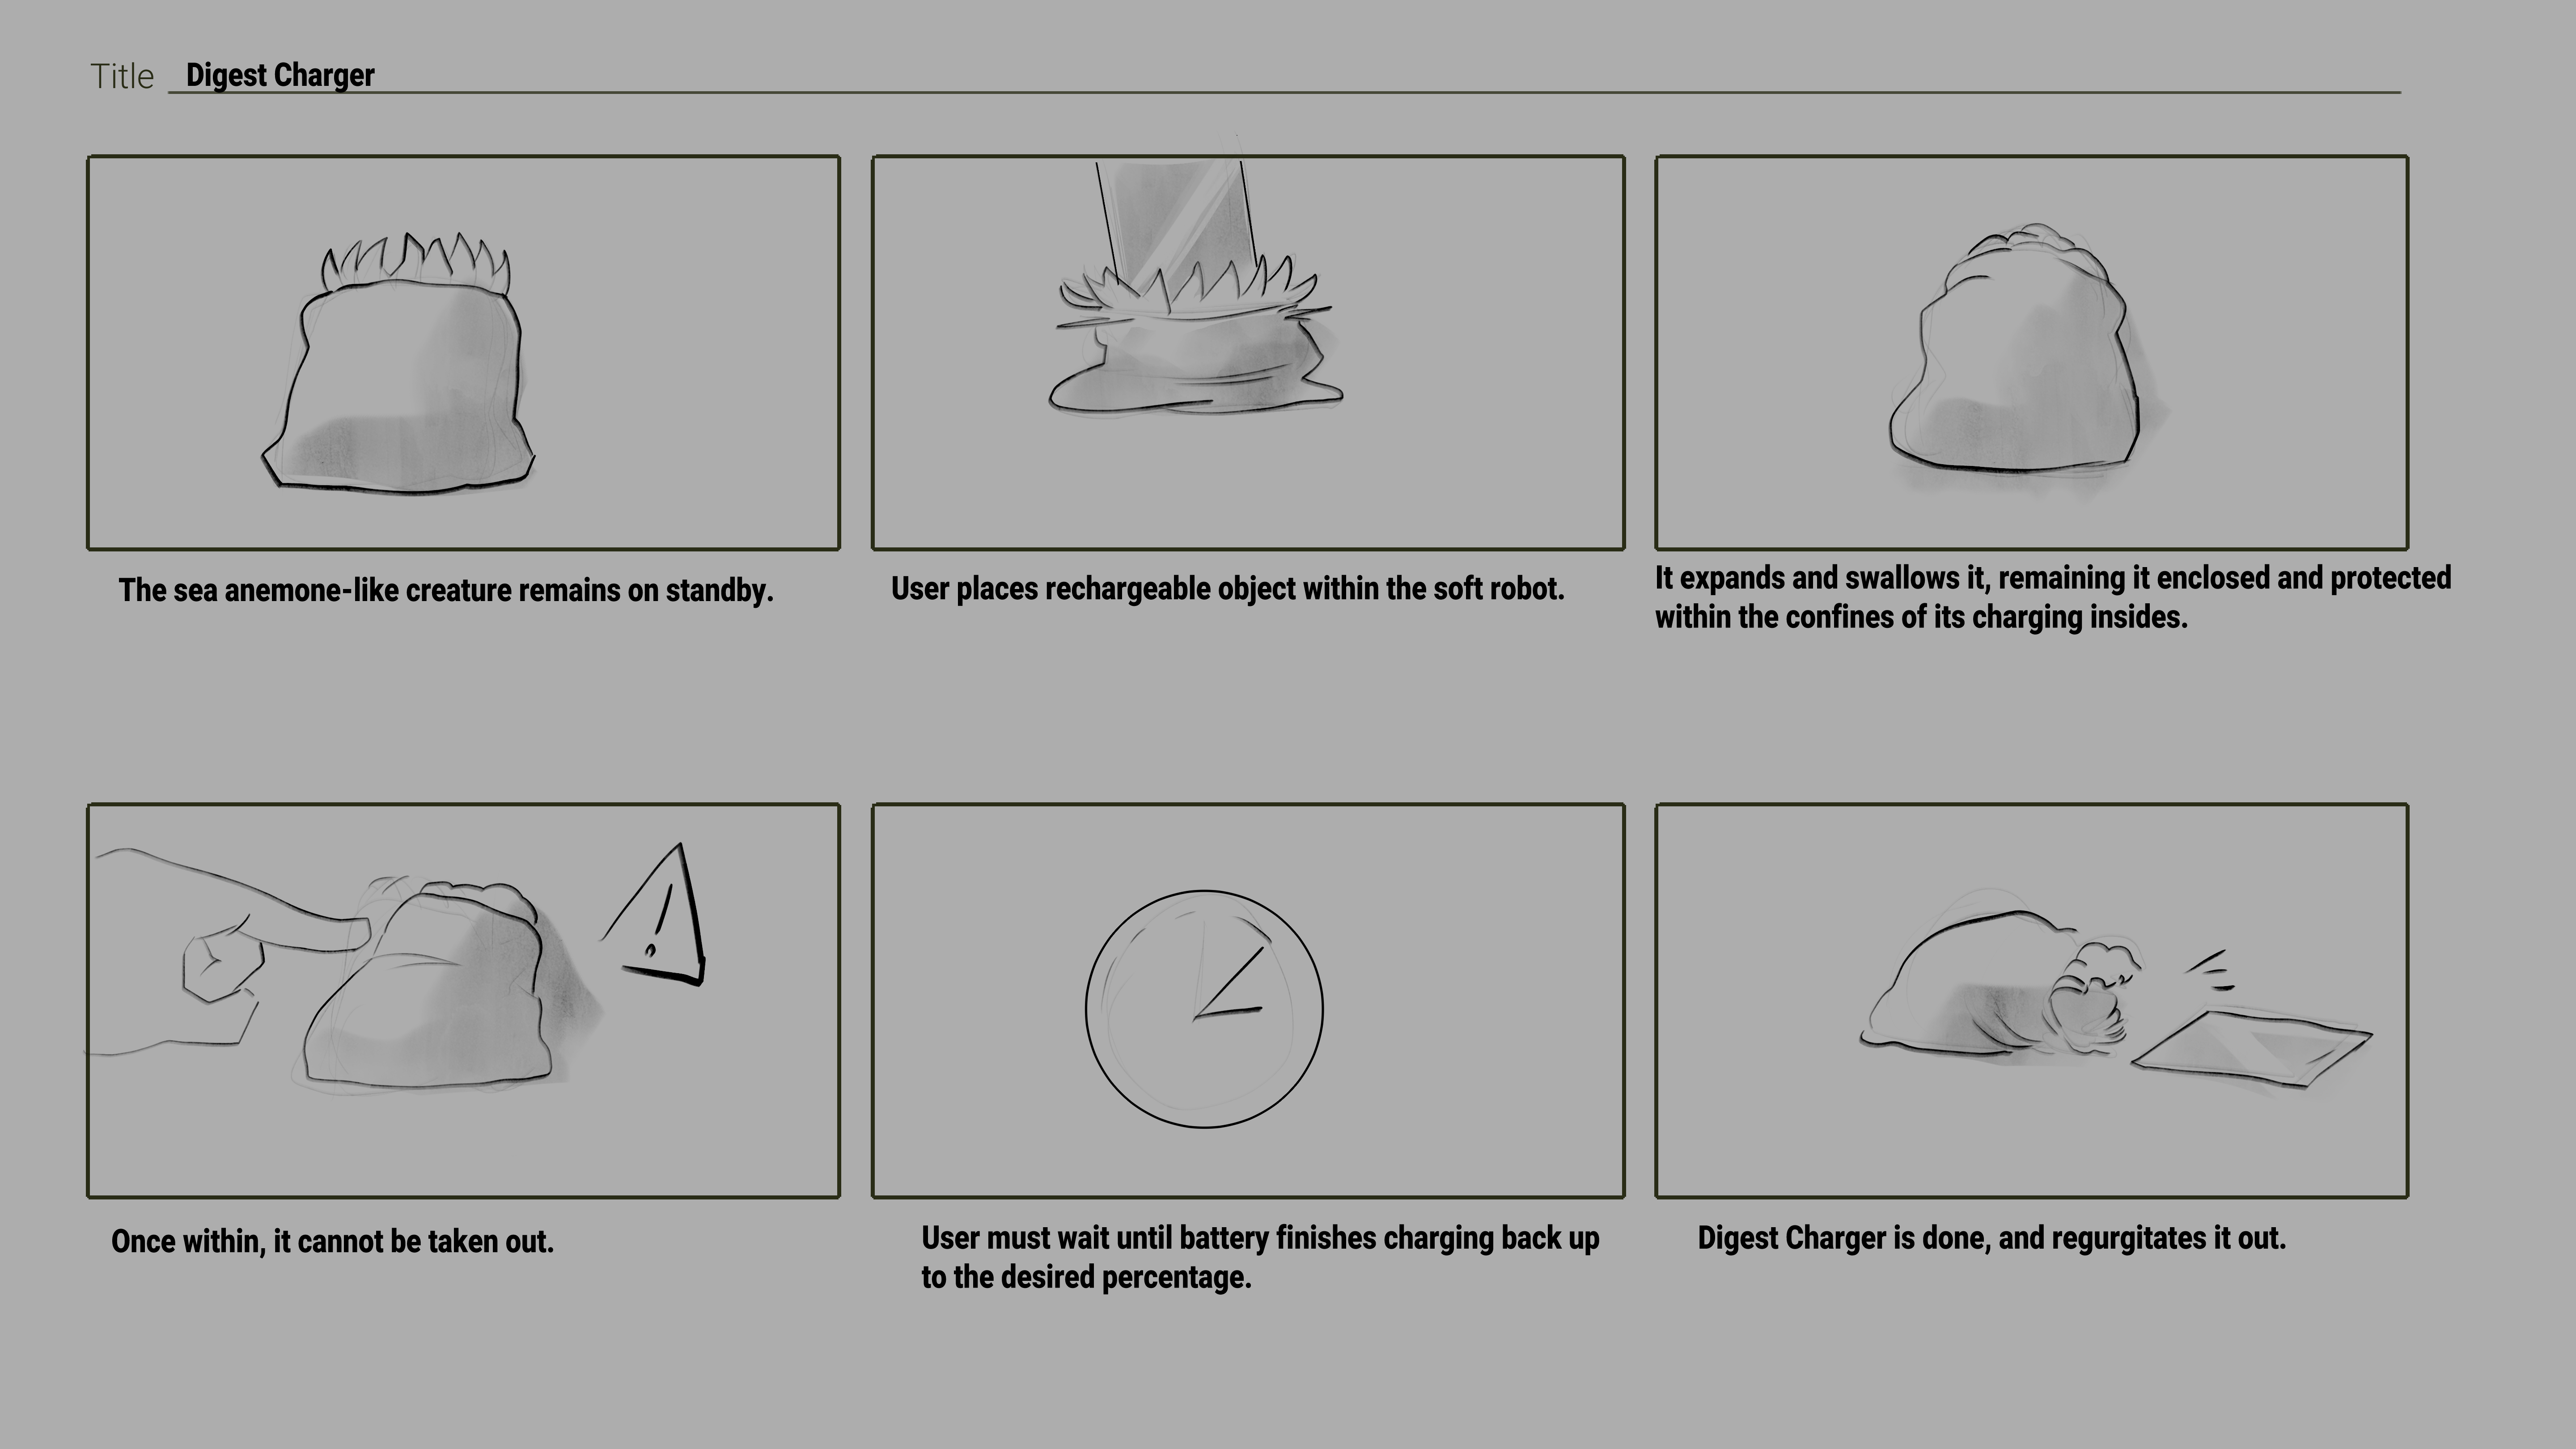 Title Digest Charger
The sea anemone-like creature remains on standby.
User places rechargeable object within the soft robot.
It expands and swallows it, remaining it enclosed and protected
within the confines of its charging insides.
!
Once within, it cannot be taken out.
User must wait until battery finishes charging back up
to the desired percentage.
Digest Charger is done, and regurgitates it out.